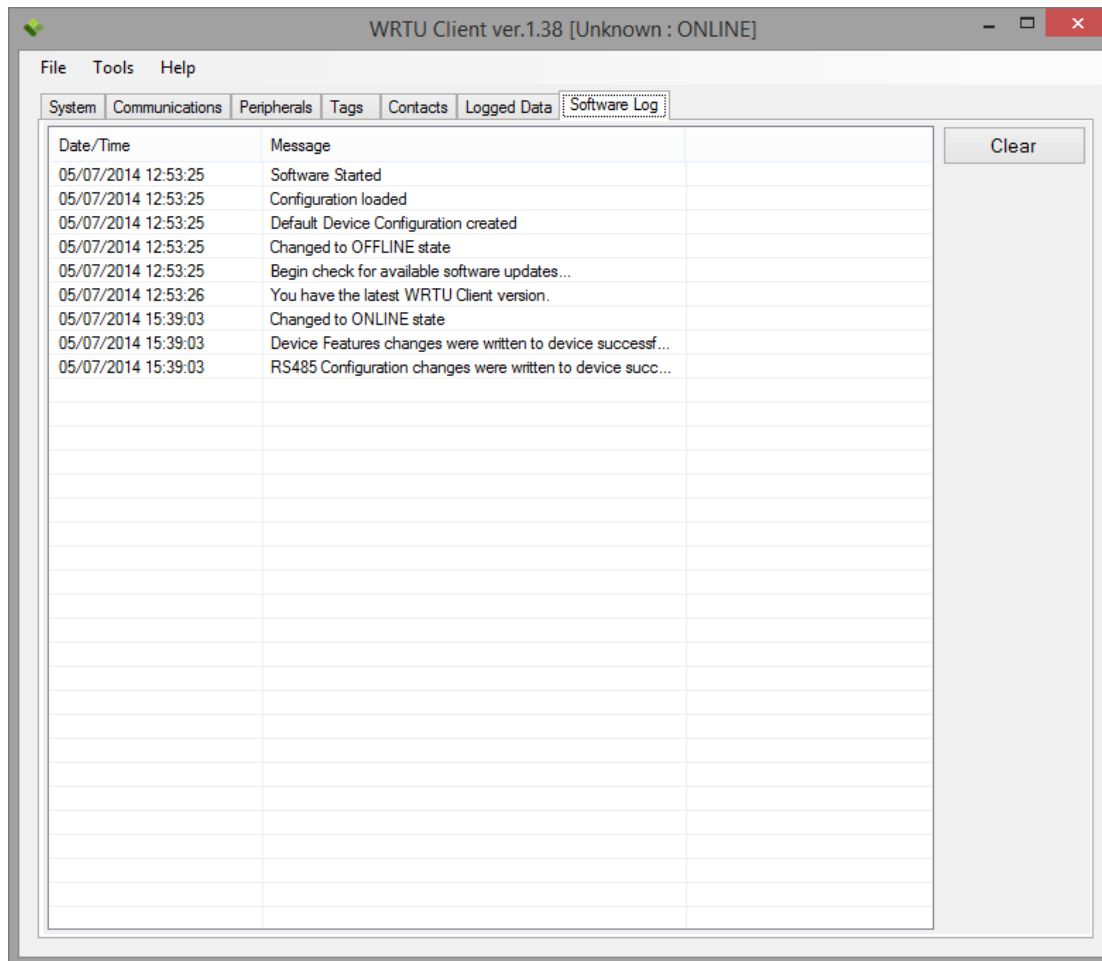 WRTU Client ver.1.38 [Unknown : ONLINE]
File Tools Help
System Communications Peripherals Tags Contacts Logged Data Software Log
Date/Time Message Clear
05/07/2014 12:53:25 Software Started
05/07/2014 12:53:25 Configuration loaded
05/07/2014 12:53:25 Default Device Configuration created
05/07/2014 12:53:25 Changed to OFFLINE state
05/07/2014 12:53:25 Begin check for available software updates...
05/07/2014 12:53:26 You have the latest WRTU Client version.
05/07/2014 15:39:03 Changed to ONLINE state
05/07/2014 15:39:03 Device Features changes were written to device successf...
05/07/2014 15:39:03 RS485 Configuration changes were written to device succ...